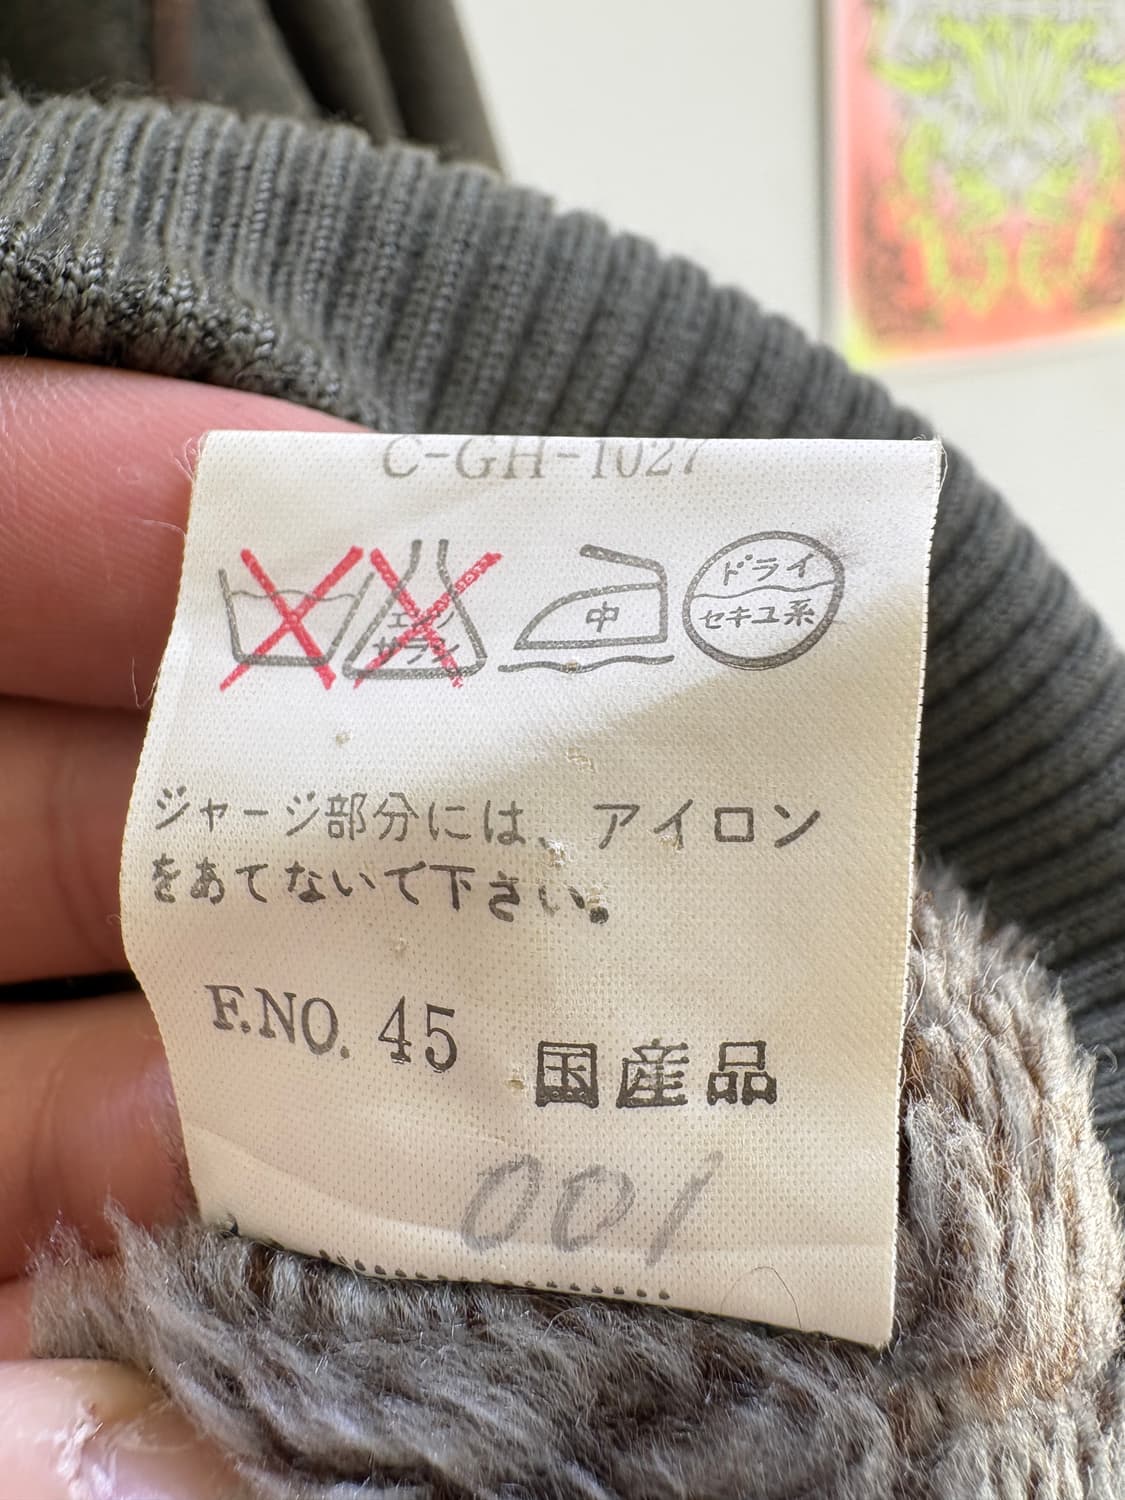 C-GH-1027
エンソ
サラシ
中
ドライ
セキユ系
ジャージ部分には、アイロン
をあてないで下さい。
F.NO. 45
国産品
001